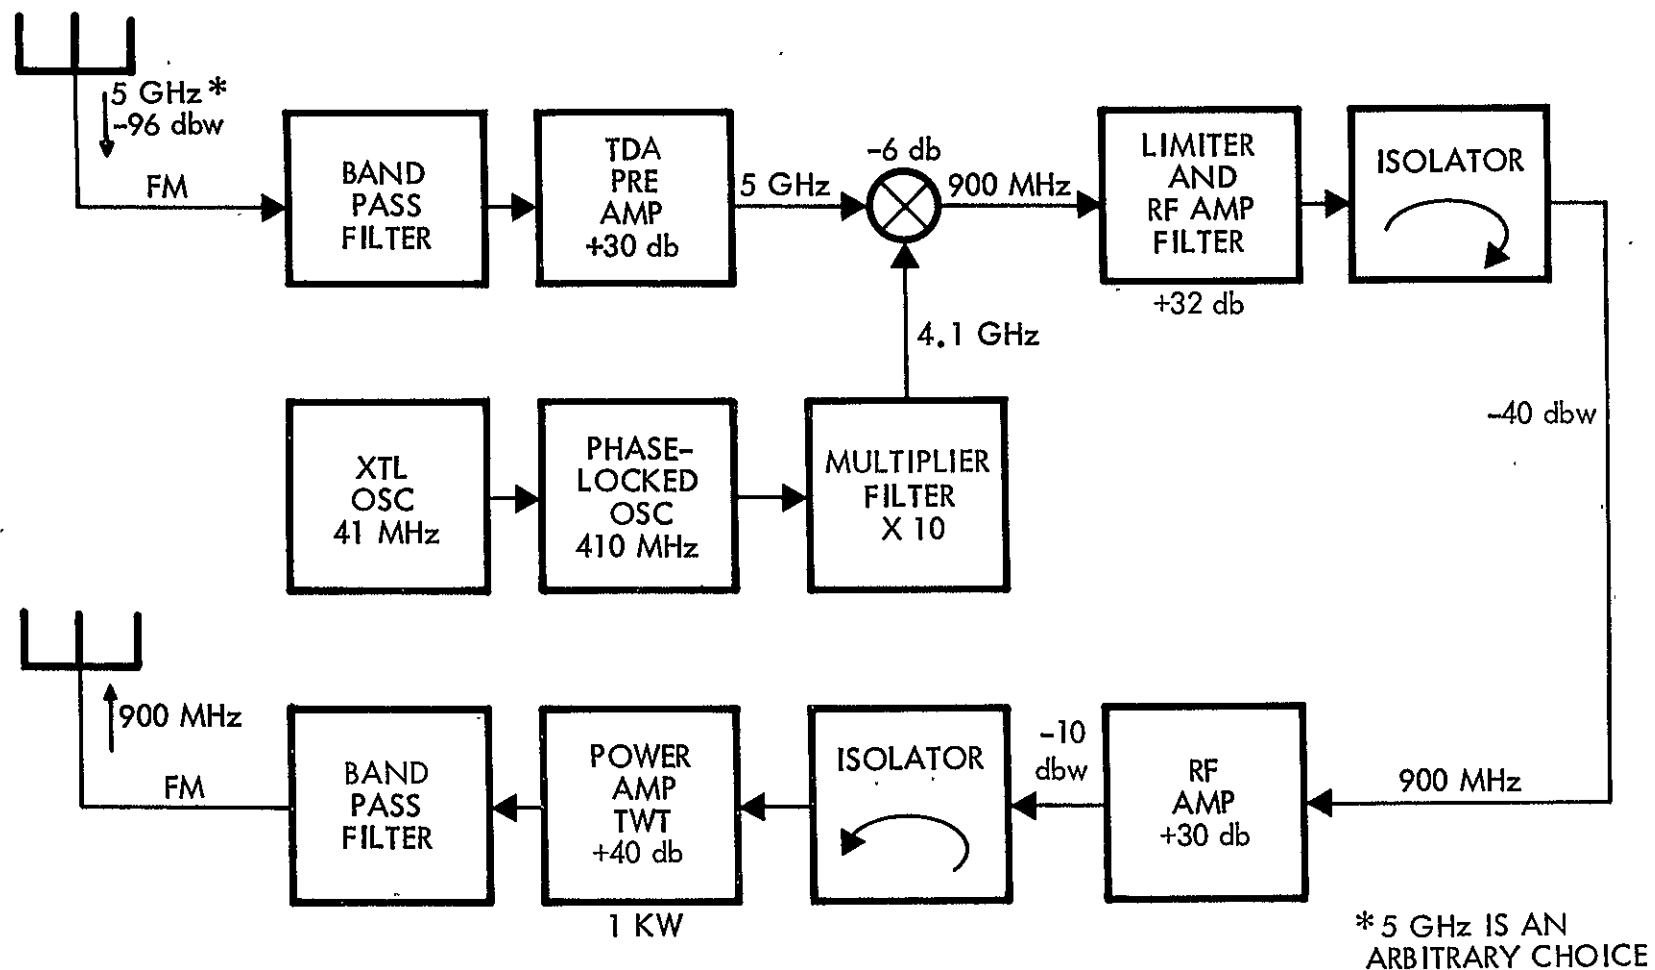 5 GHz *
-96 dbw
FM
BAND
PASS
FILTER
TDA
PRE
AMP
+30 db
5 GHz
-6 db
900 MHz
LIMITER
AND
RF AMP
FILTER
+32 db
ISOLATOR
4.1 GHz
-40 dbw
XTL
OSC
41 MHz
PHASE-
LOCKED
OSC
410 MHz
MULTIPLIER
FILTER
X 10
900 MHz
FM
BAND
PASS
FILTER
POWER
AMP
TWT
+40 db
1 KW
ISOLATOR
-10
dbw
RF
AMP
+30 db
900 MHz
* 5 GHz IS AN
ARBITRARY CHOICE